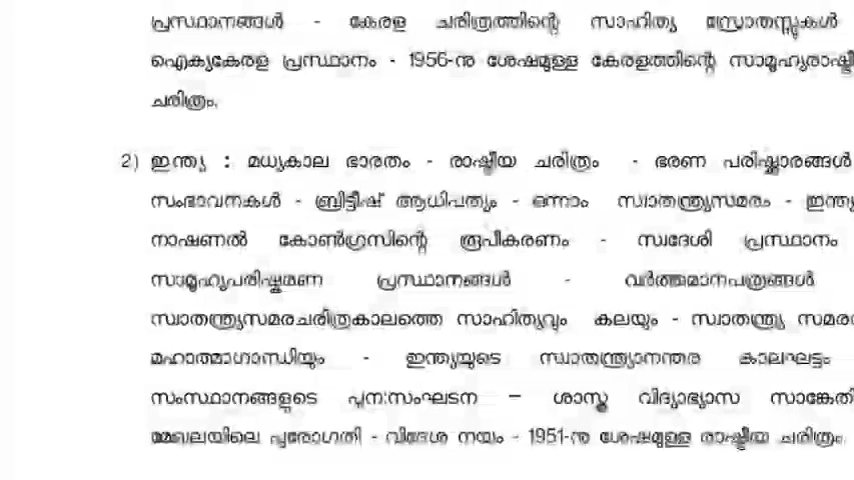 പ്രസ്ഥാനങ്ങൾ - കേരള ചരിത്രത്തിന്റെ സാഹിത്യ സ്രോതസ്സുകൾ
ഐക്യകേരള പ്രസ്ഥാനം - 1956-നു ശേഷമുള്ള കേരളത്തിന്റെ സാമൂഹ്യരാഷ്ട്രീ
ചരിത്രം.
2) ഇന്ത്യ : മധ്യകാല ഭാരതം - രാഷ്ട്രീയ ചരിത്രം - ഭരണ പരിഷ്ക്കാരങ്ങൾ
സംഭാവനകൾ - ബ്രിട്ടീഷ് ആധിപത്യം - ഒന്നാം സ്വാതന്ത്ര്യസമരം - ഇന്ത്യ
നാഷണൽ കോൺഗ്രസിന്റെ രൂപീകരണം - സ്വദേശി പ്രസ്ഥാനം
സാമൂഹ്യപരിഷ്കരണ പ്രസ്ഥാനങ്ങൾ - വർത്തമാനപത്രങ്ങൾ
സ്വാതന്ത്ര്യസമരചരിത്രകാലത്തെ സാഹിത്യവും കലയും - സ്വാതന്ത്ര്യ സമര
മഹാത്മാഗാന്ധിയും - ഇന്ത്യയുടെ സ്വാതന്ത്ര്യാനന്തര കാലഘട്ടം
സംസ്ഥാനങ്ങളുടെ പുന:സംഘടന – ശാസ്ത്ര വിദ്യാഭ്യാസ സാങ്കേതി
മേഖലയിലെ പുരോഗതി - വിദേശ നയം - 1951-നു ശേഷമുള്ള രാഷ്ട്രീയ ചരിത്രം.